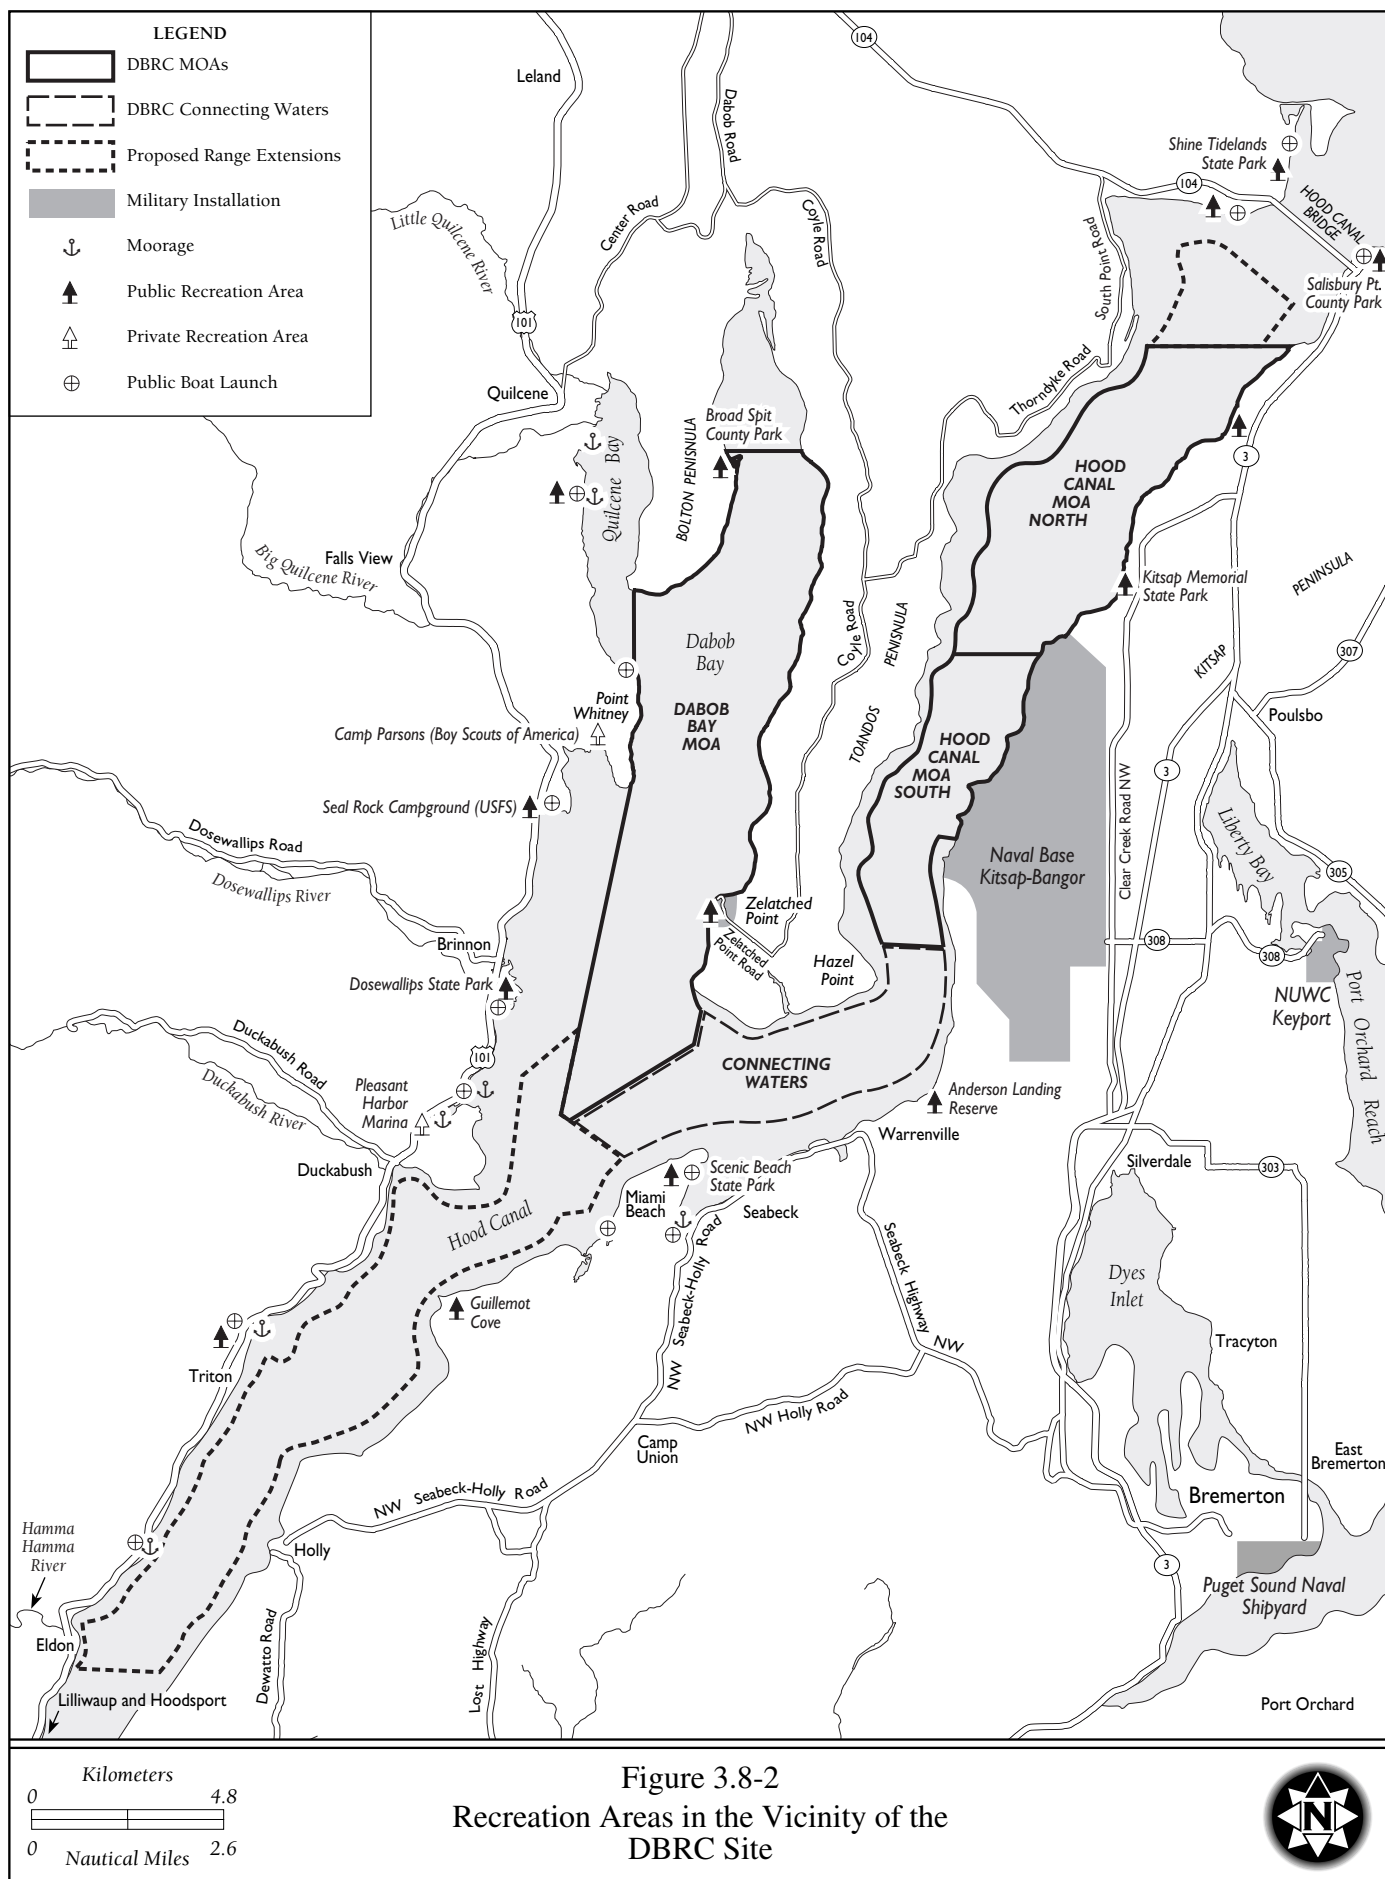 LEGEND
DBRC MOAs
DBRC Connecting Waters
Proposed Range Extensions
Military Installation
Moorage
Public Recreation Area
Private Recreation Area
Public Boat Launch
Leland
104
Dabob Road
Shine Tidelands
State Park
104
HOOD CANAL
BRIDGE
Little Quilcene
River
Center Road
Coyle Road
South Point Road
Salisbury Pt.
County Park
101
Thorndyke Road
Quilcene
Broad Spit
County Park
BOLTON PENINSULA
Quilcene Bay
3
HOOD
CANAL
MOA
NORTH
Falls View
Big Quilcene River
Kitsap Memorial
State Park
PENINSULA
KITSAP
307
Dabob
Bay
Coyle Road
PENISNULA
TOANDOS
Point
Whitney
Camp Parsons (Boy Scouts of America)
DABOB
BAY
MOA
HOOD
CANAL
MOA
SOUTH
Poulsbo
3
Clear Creek Road NW
Seal Rock Campground (USFS)
Dosewallips Road
Dosewallips River
Naval Base
Kitsap-Bangor
Liberty Bay
305
Zelatched
Point
Zelatched
Point Road
Brinnon
308
308
Hazel
Point
Dosewallips State Park
NUWC
Keyport
Port Orchard Reach
Duckabush Road
Duckabush River
101
CONNECTING
WATERS
Pleasant
Harbor
Marina
Anderson Landing
Reserve
Warrenville
Duckabush
Scenic Beach
State Park
Silverdale
303
Miami
Beach
Seabeck
Hood Canal
NW Seabeck-Holly Road
Seabeck Highway
NW
Dyes
Inlet
Guillemot
Cove
Tracyton
Triton
NW Holly Road
Camp
Union
East
Bremerton
NW Seabeck-Holly Road
Bremerton
Hamma
Hamma
River
Holly
3
Puget Sound Naval
Shipyard
Eldon
Dewatto Road
Lost Highway
Lilliwaup and Hoodsport
Port Orchard
Kilometers
0 4.8
0 2.6
Nautical Miles
Figure 3.8-2
Recreation Areas in the Vicinity of the
DBRC Site
N